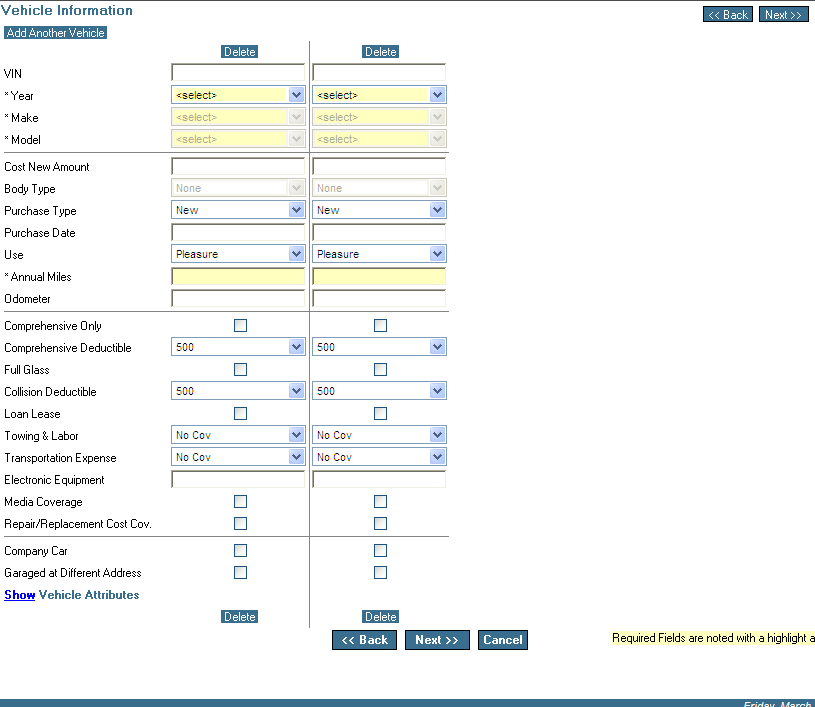 Vehicle Information
<< Back Next >>
Add Another Vehicle
Delete Delete
VIN
* Year <select> <select>
* Make <select> <select>
* Model <select> <select>
Cost New Amount
Body Type None None
Purchase Type New New
Purchase Date
Use Pleasure Pleasure
* Annual Miles
Odometer
Comprehensive Only
Comprehensive Deductible 500 500
Full Glass
Collision Deductible 500 500
Loan Lease
Towing & Labor No Cov No Cov
Transportation Expense No Cov No Cov
Electronic Equipment
Media Coverage
Repair/Replacement Cost Cov.
Company Car
Garaged at Different Address
Show Vehicle Attributes
Delete Delete
<< Back Next >> Cancel
Required Fields are noted with a highlight a
Friday, March